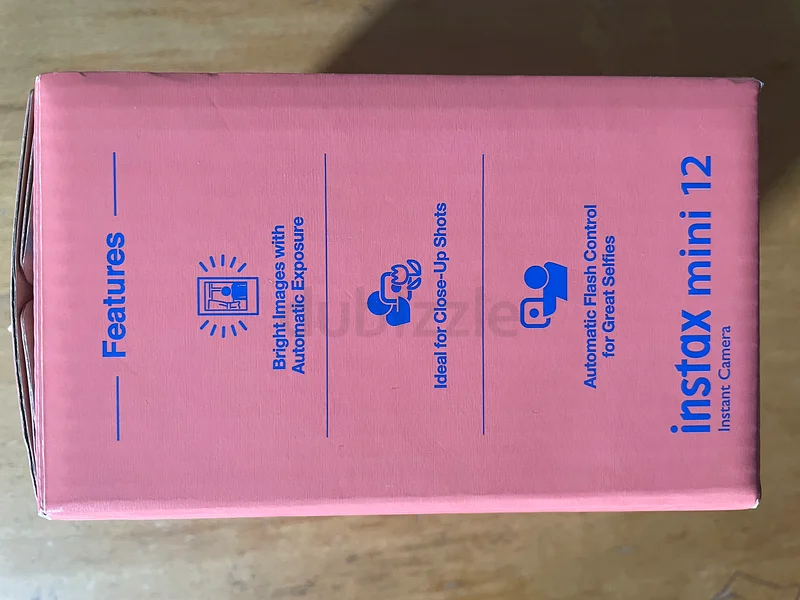 Features
Bright Images with
Automatic Exposure
Ideal for Close-Up Shots
Automatic Flash Control
for Great Selfies
instax mini 12
Instant Camera
dubizzle